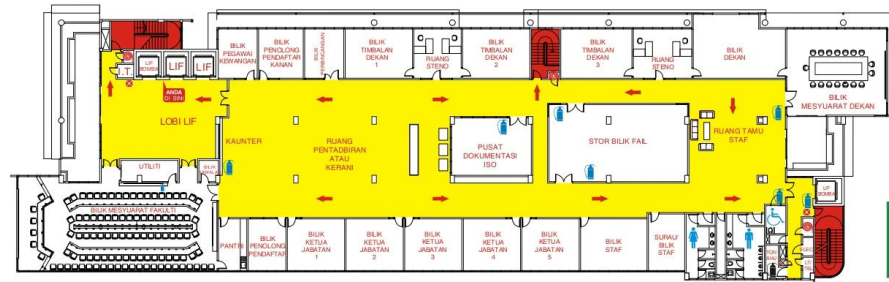 BILIK
PEGAWAI
KEWANGAN
BILIK
PENOLONG
PENDAFTAR
KANAN
BILIK
BILIK
TIMBALAN
DEKAN
1
RUANG
STENO
BILIK
TIMBALAN
DEKAN
2
BILIK
TIMBALAN
DEKAN
3
RUANG
STENO
BILIK
DEKAN
BILIK
MESYUARAT DEKAN
I.T.
LIF
BOMBA
LIF
LIF
ANDA
DI SINI
LOBI LIF
KAUNTER
RUANG
PENTADBIRAN
ATAU
KERANI
PUSAT
DOKUMENTASI
ISO
STOR BILIK FAIL
RUANG TAMU
STAF
UTILITI
BILIK
LIF
BOMBA
BILIK MESYUARAT FAKULTI
PANTRI
BILIK
PENOLONG
PENDAFTAR
BILIK
KETUA
JABATAN
1
BILIK
KETUA
JABATAN
2
BILIK
KETUA
JABATAN
3
BILIK
KETUA
JABATAN
4
BILIK
KETUA
JABATAN
5
BILIK
STAF
SURAU/
BILIK
STAF